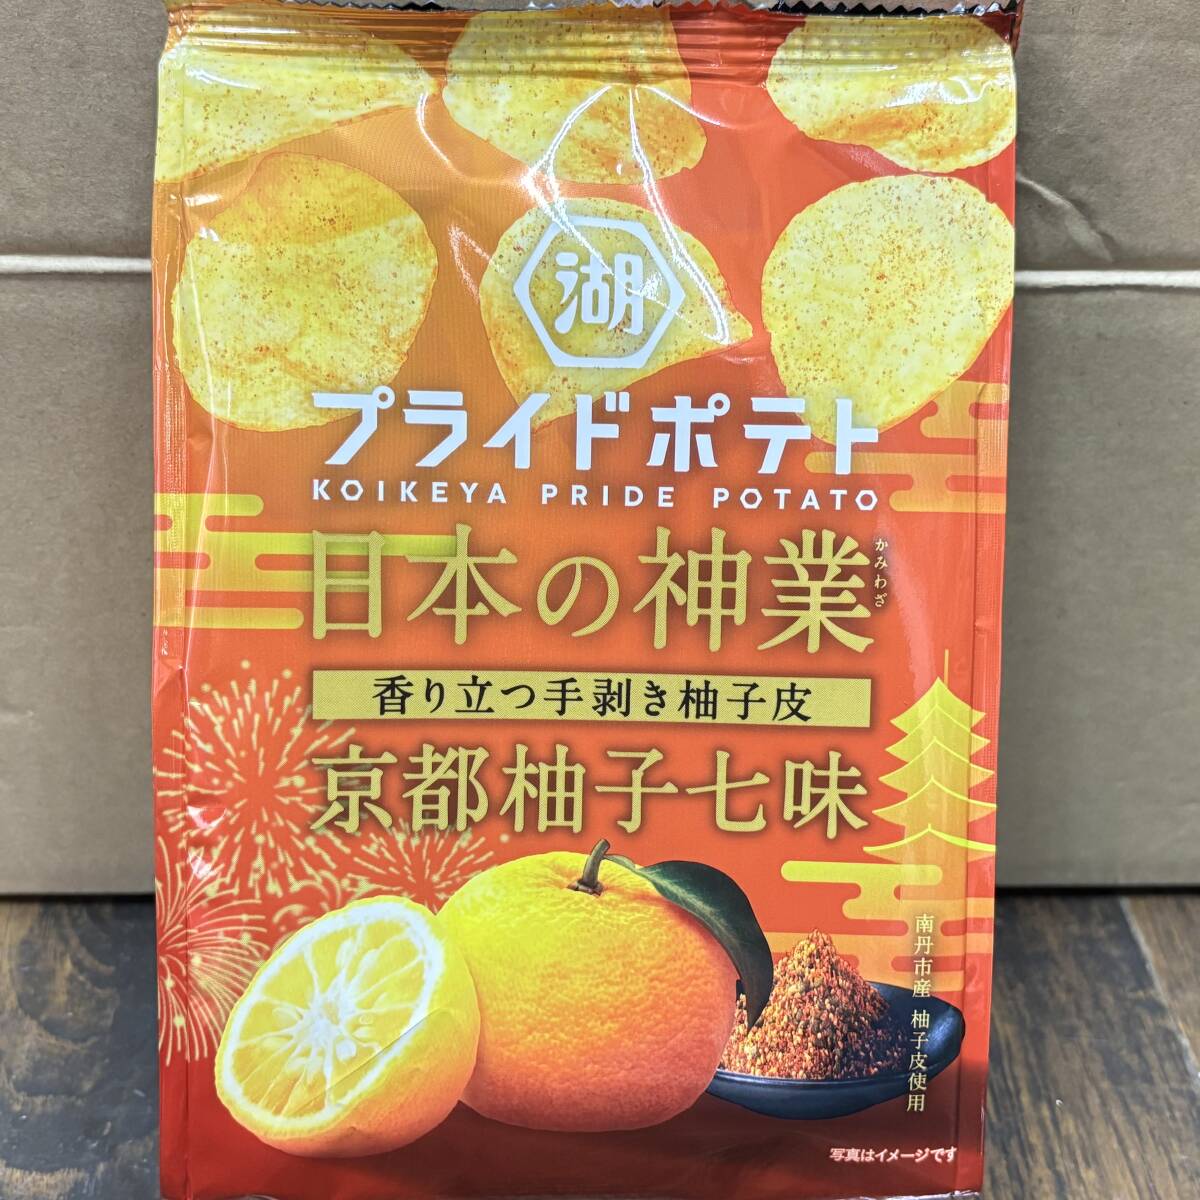 湖
プライドポテト
KOIKEYA PRIDE POTATO
日本の神業
かみわざ
香り立つ手剥き柚子皮
京都柚子七味
南丹市産 柚子皮使用
写真はイメージです